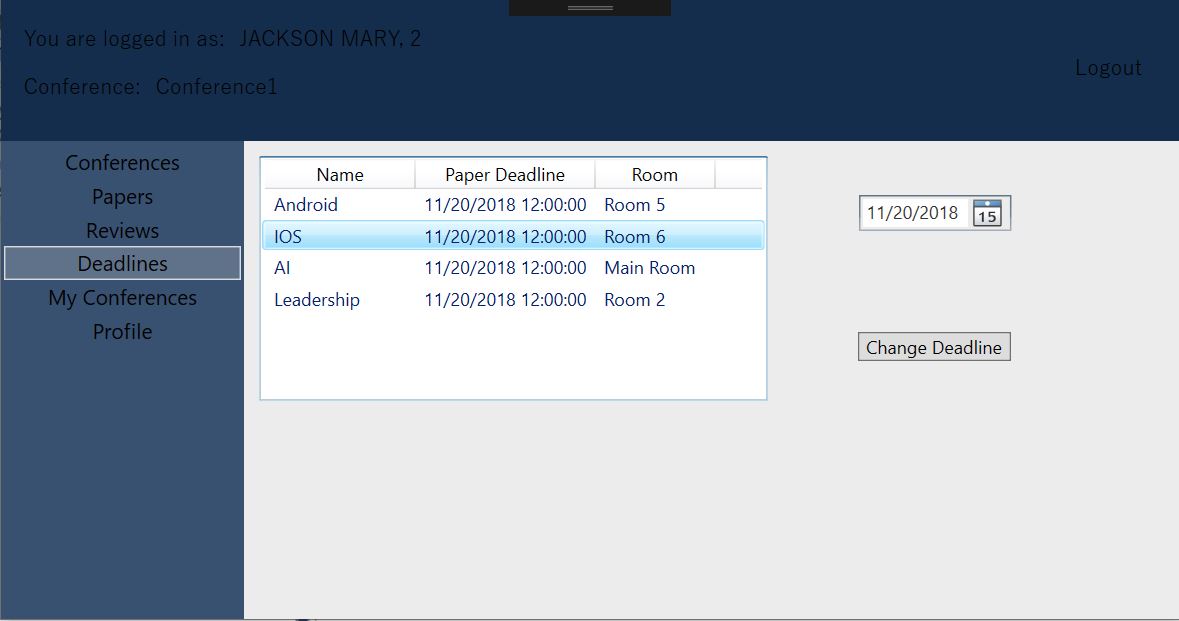 You are logged in as: JACKSON MARY, 2
Logout
Conference: Conference1
Conferences
Papers
Reviews
Deadlines
My Conferences
Profile
Name Paper Deadline Room
Android 11/20/2018 12:00:00 Room 5
IOS 11/20/2018 12:00:00 Room 6
AI 11/20/2018 12:00:00 Main Room
Leadership 11/20/2018 12:00:00 Room 2
11/20/2018 15
Change Deadline